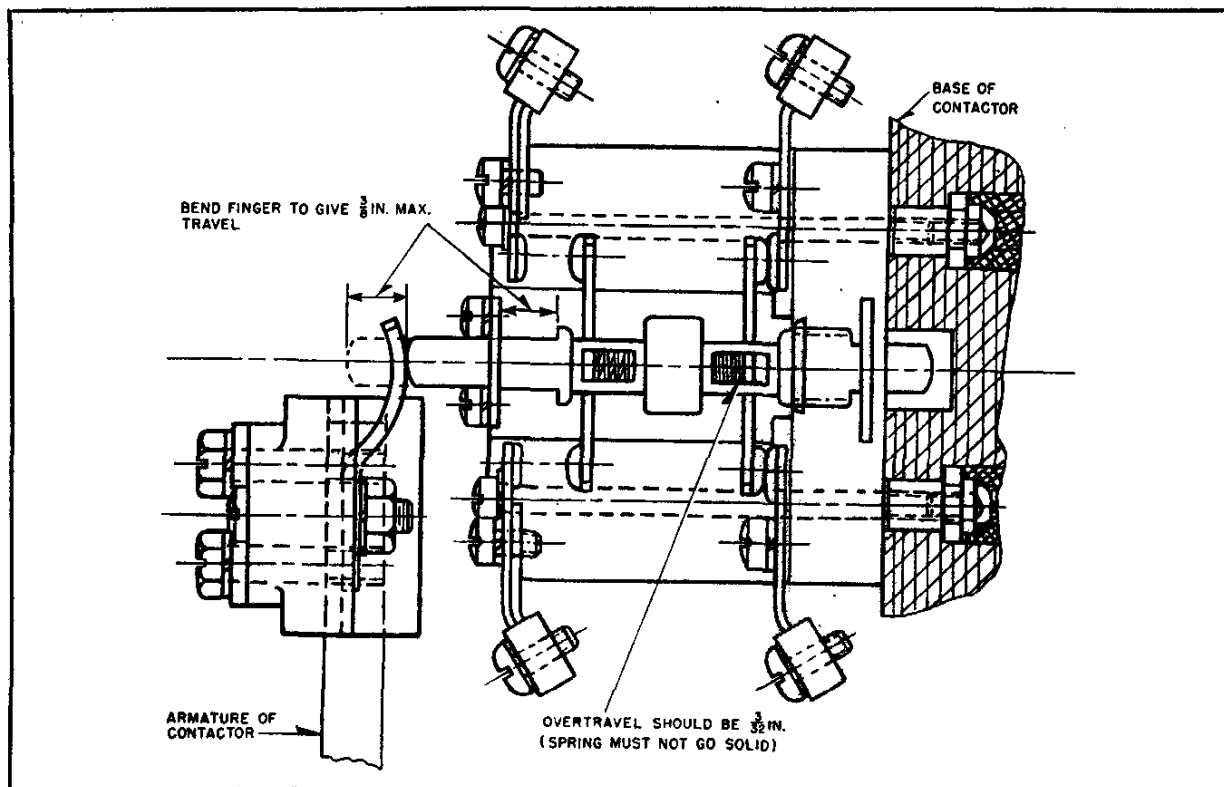 BASE OF
CONTACTOR
BEND FINGER TO GIVE 3/8 IN. MAX.
TRAVEL
ARMATURE OF
CONTACTOR
OVERTRAVEL SHOULD BE 3/32 IN.
(SPRING MUST NOT GO SOLID)